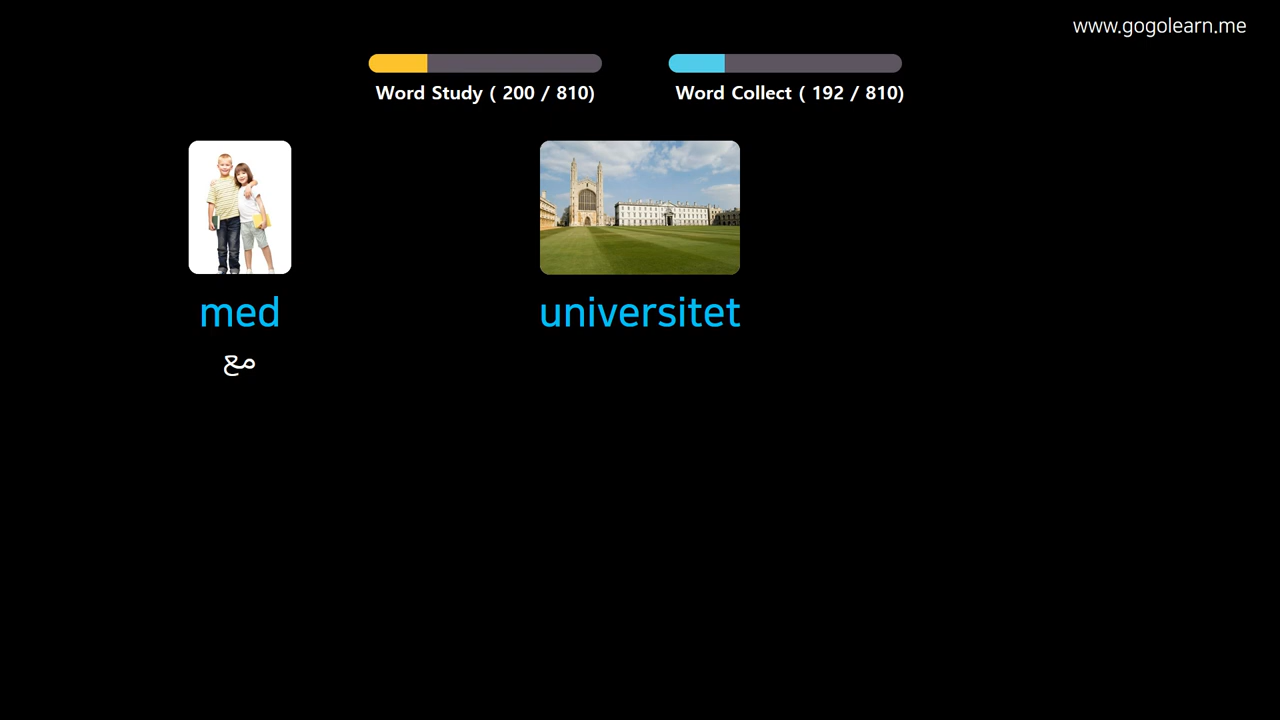 www.gogolearn.me
Word Study ( 200 / 810)
Word Collect ( 192 / 810)
med
universitet
مع